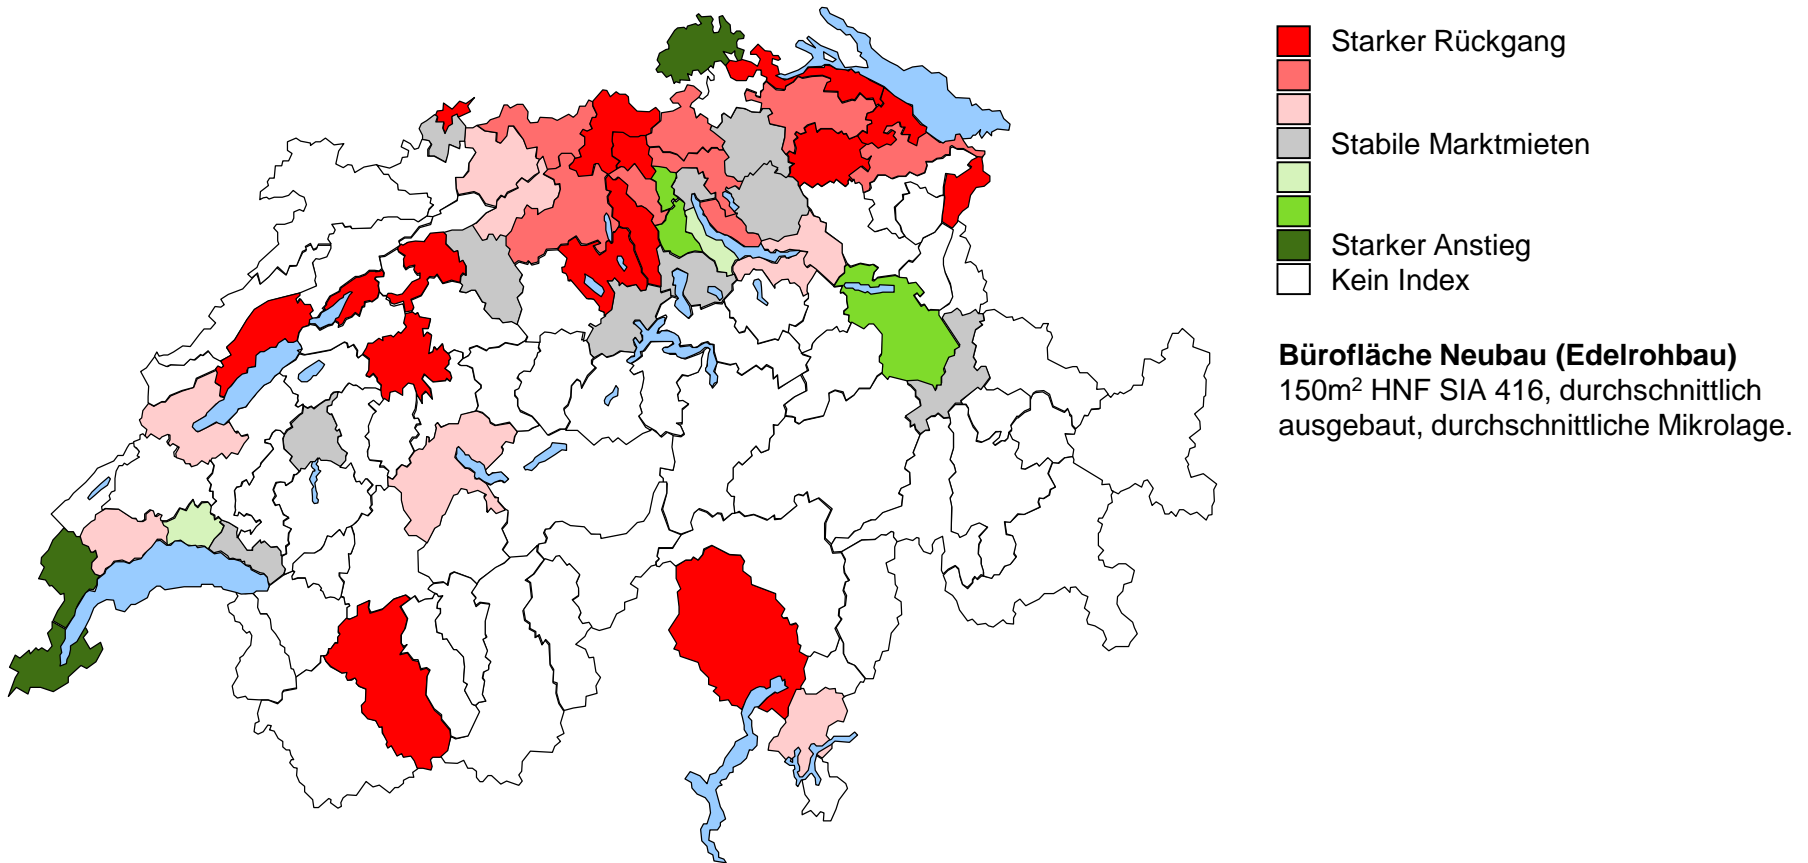 Starker Rückgang
Stabile Marktmieten
Starker Anstieg
Kein Index
Bürofläche Neubau (Edelrohbau)
150m² HNF SIA 416, durchschnittlich
ausgebaut, durchschnittliche Mikrolage.